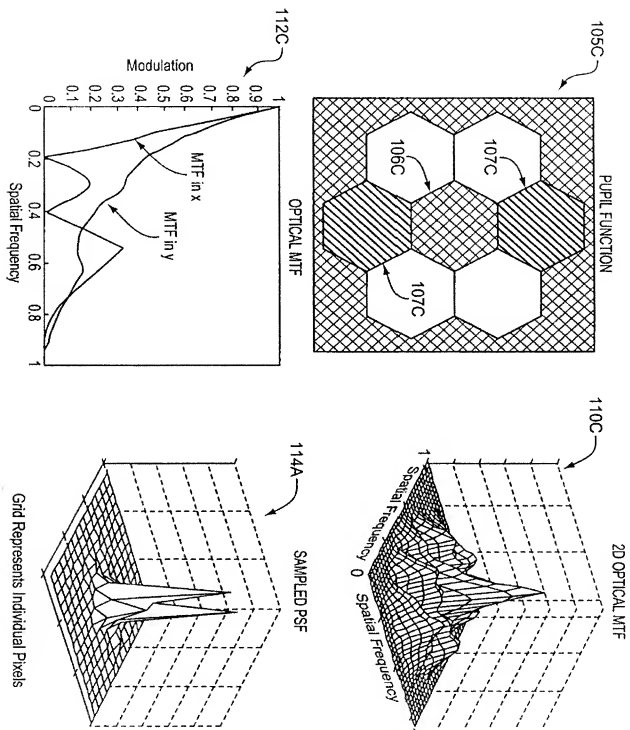 105C
PUPIL FUNCTION
107C
106C
107C
110C
2D OPTICAL MTF
1
Spatial Frequency
0
Spatial Frequency
112C
OPTICAL MTF
Modulation
1
0.9
0.8
0.7
0.6
0.5
0.4
0.3
0.2
0.1
0
MTF in x
MTF in y
0
0.2
0.4
0.6
0.8
1
Spatial Frequency
114A
SAMPLED PSF
Grid Represents Individual Pixels